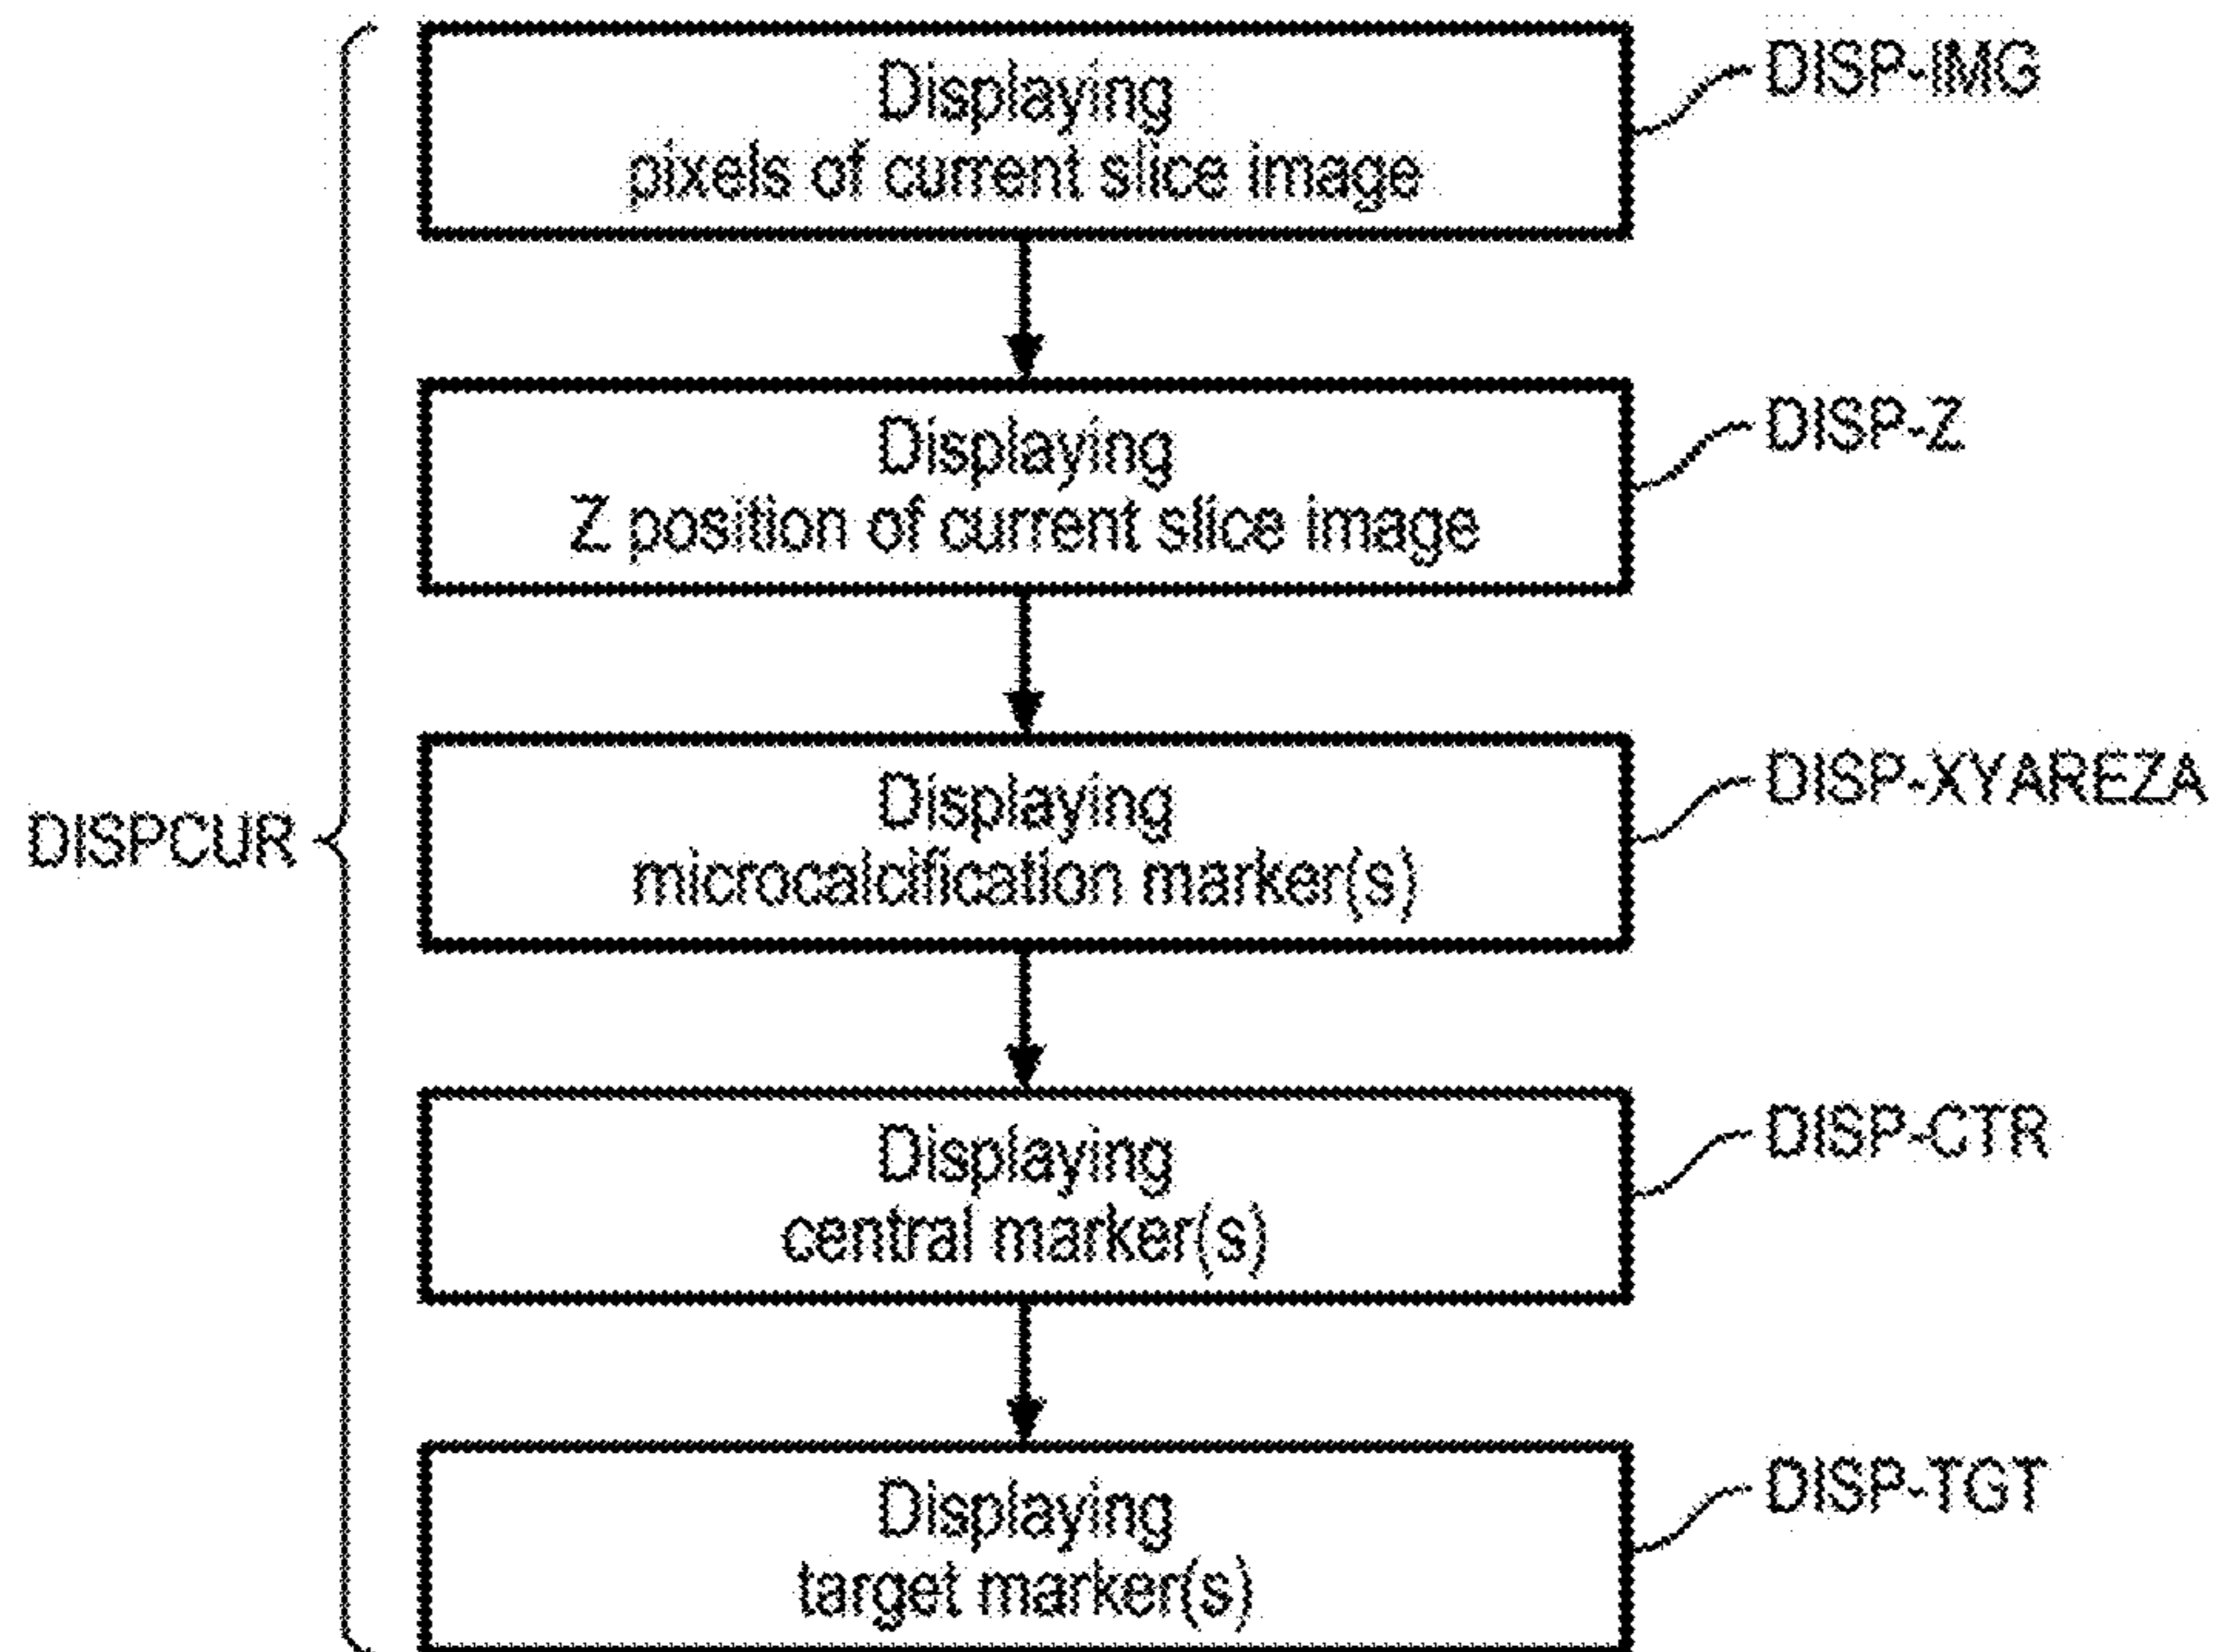 Displaying
pixels of current slice image
DISP-IMG
Displaying
Z position of current slice image
DISP-Z
Displaying
microcalcification marker(s)
DISP-XYAREZA
DISPCUR
Displaying
central marker(s)
DISP-CTR
Displaying
target marker(s)
DISP-TGT